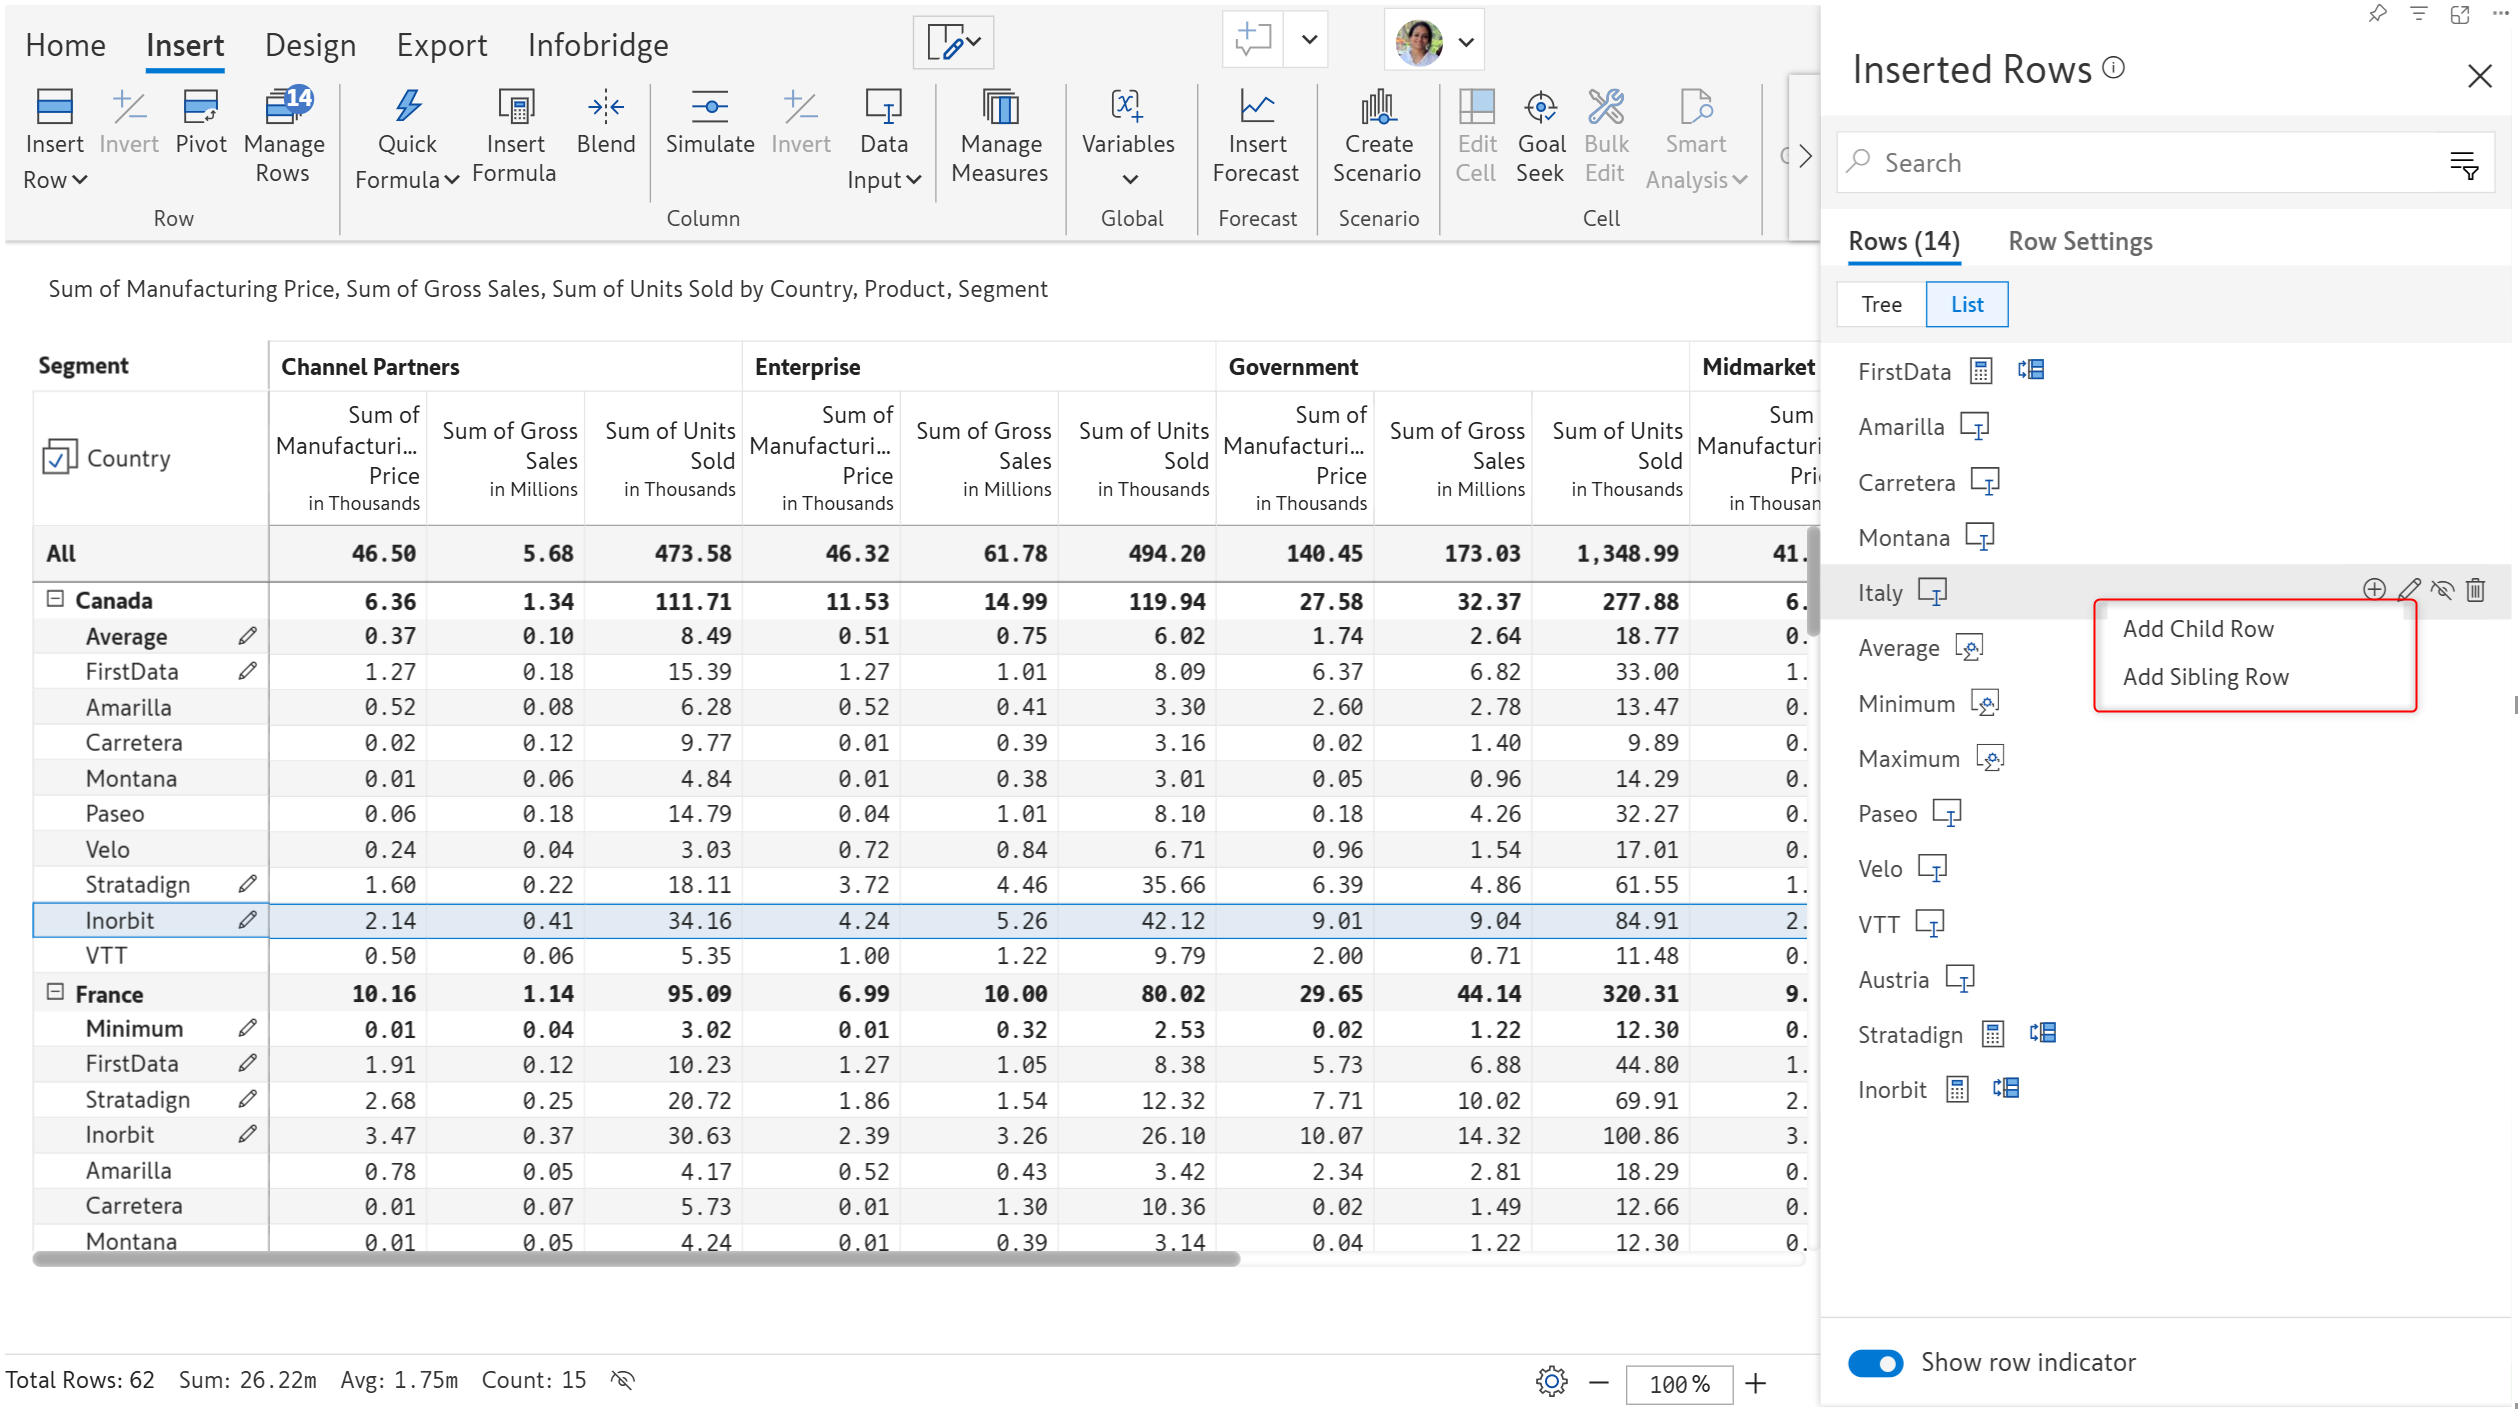 Home Insert Design Export Infobridge
Insert Row Invert Pivot Manage Rows 14 Quick Formula Insert Formula Blend Simulate Invert Data Input Manage Measures Variables Insert Forecast Create Scenario Edit Cell Goal Seek Bulk Edit Smart Analysis
Row Column Global Forecast Scenario Cell
Sum of Manufacturing Price, Sum of Gross Sales, Sum of Units Sold by Country, Product, Segment
Segment Channel Partners Enterprise Government Midmarket
Country
Sum of Manufacturi... Price in Thousands
Sum of Gross Sales in Millions
Sum of Units Sold in Thousands
Sum of Manufacturi... Price in Thousands
Sum of Gross Sales in Millions
Sum of Units Sold in Thousands
Sum of Manufacturi... Price in Thousands
Sum of Gross Sales in Millions
Sum of Units Sold in Thousands
Sum
All 46.50 5.68 473.58 46.32 61.78 494.20 140.45 173.03 1,348.99 41.
Canada 6.36 1.34 111.71 11.53 14.99 119.94 27.58 32.37 277.88 6.
Average 0.37 0.10 8.49 0.51 0.75 6.02 1.74 2.64 18.77 0.
FirstData 1.27 0.18 15.39 1.27 1.01 8.09 6.37 6.82 33.00 1.
Amarilla 0.52 0.08 6.28 0.52 0.41 3.30 2.60 2.78 13.47 0.
Carretera 0.02 0.12 9.77 0.01 0.39 3.16 0.02 1.40 9.89 0.
Montana 0.01 0.06 4.84 0.01 0.38 3.01 0.05 0.96 14.29 0.
Paseo 0.06 0.18 14.79 0.04 1.01 8.10 0.18 4.26 32.27 0.
Velo 0.24 0.04 3.03 0.72 0.84 6.71 0.96 1.54 17.01 0.
Stratadign 1.60 0.22 18.11 3.72 4.46 35.66 6.39 4.86 61.55 1.
Inorbit 2.14 0.41 34.16 4.24 5.26 42.12 9.01 9.04 84.91 2.
VTT 0.50 0.06 5.35 1.00 1.22 9.79 2.00 0.71 11.48 0.
France 10.16 1.14 95.09 6.99 10.00 80.02 29.65 44.14 320.31 9.
Minimum 0.01 0.04 3.02 0.01 0.32 2.53 0.02 1.22 12.30 0.
FirstData 1.91 0.12 10.23 1.27 1.05 8.38 5.73 6.88 44.80 1.
Stratadign 2.68 0.25 20.72 1.86 1.54 12.32 7.71 10.02 69.91 2.
Inorbit 3.47 0.37 30.63 2.39 3.26 26.10 10.07 14.32 100.86 3.
Amarilla 0.78 0.05 4.17 0.52 0.43 3.42 2.34 2.81 18.29 0.
Carretera 0.01 0.07 5.73 0.01 1.30 10.36 0.02 1.49 12.66 0.
Montana 0.01 0.05 4.24 0.01 0.39 3.14 0.04 1.22 12.30 0.
Total Rows: 62 Sum: 26.22m Avg: 1.75m Count: 15 100 %
Inserted Rows
Search
Rows (14) Row Settings
Tree List
FirstData
Amarilla
Carretera
Montana
Italy
Add Child Row
Average
Add Sibling Row
Minimum
Maximum
Paseo
Velo
VTT
Austria
Stratadign
Inorbit
Show row indicator